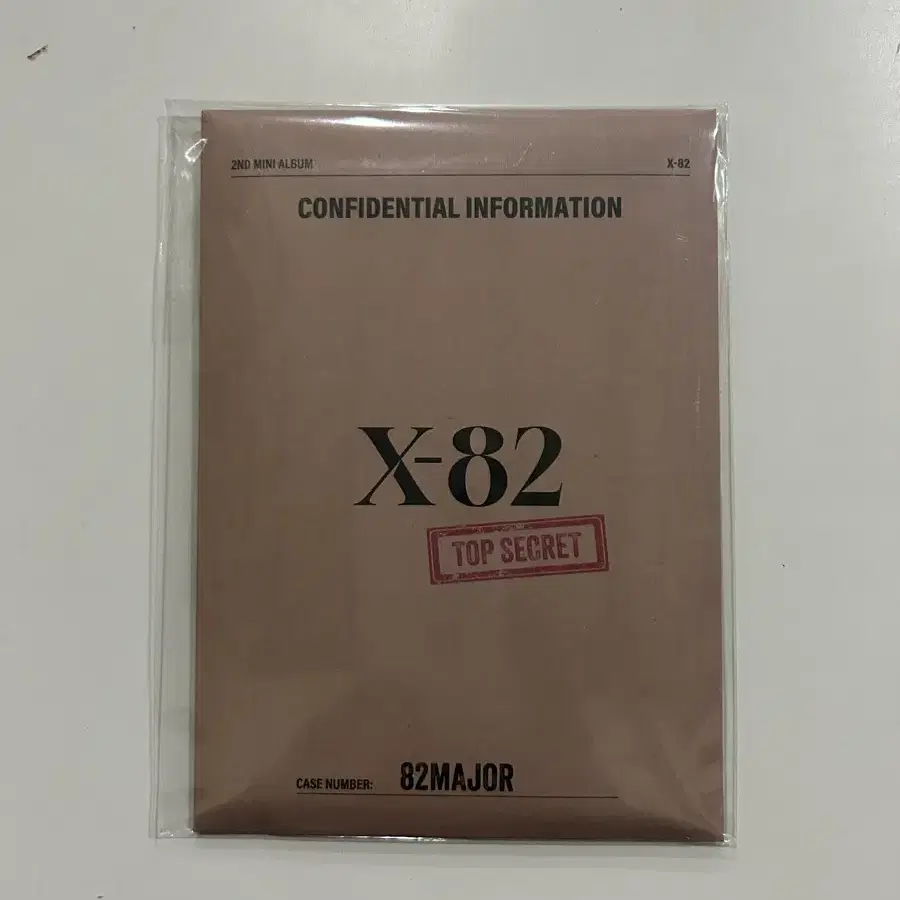 2ND MINI ALBUM X-82
CONFIDENTIAL INFORMATION
X-82
TOP SECRET
CASE NUMBER: 82MAJOR